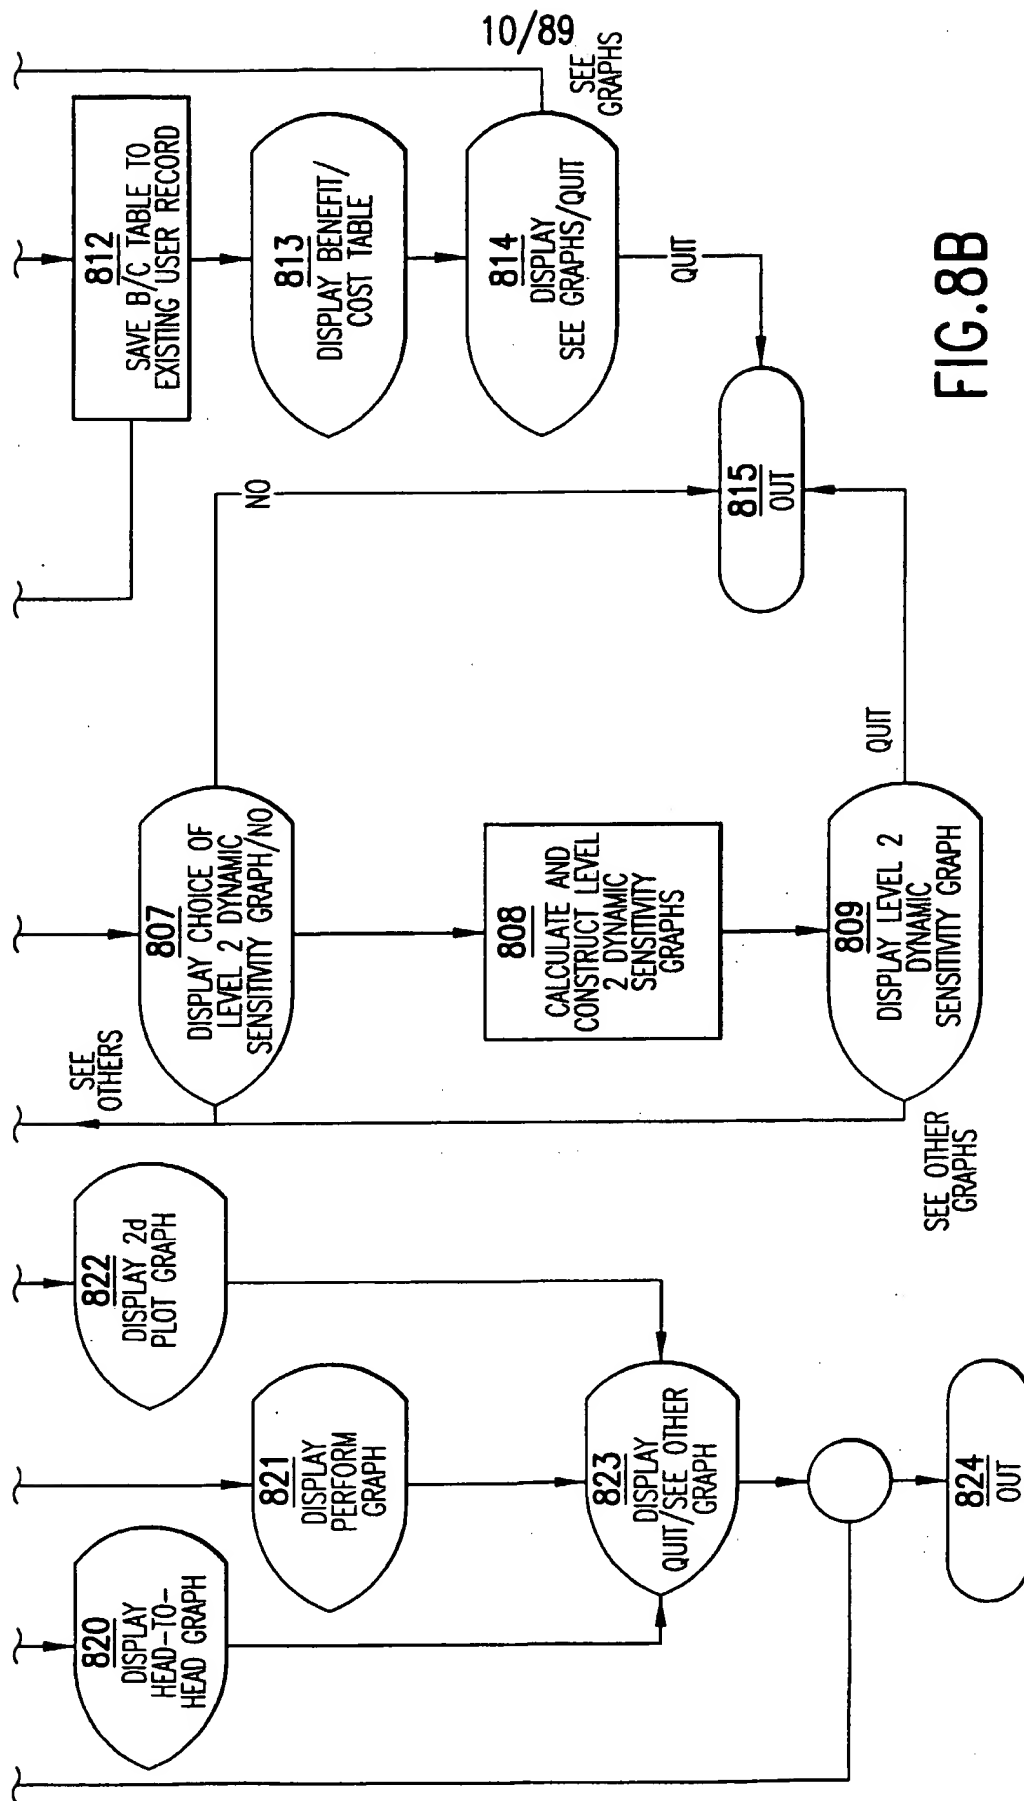 10/89
812
SAVE B/C TABLE TO
EXISTING USER RECORD
813
DISPLAY BENEFIT/
COST TABLE
814
DISPLAY
SEE GRAPHS/QUIT
SEE
GRAPHS
QUIT
815
OUT
NO
807
DISPLAY CHOICE OF
LEVEL 2 DYNAMIC
SENSITIVITY GRAPH/NO
SEE
OTHERS
808
CALCULATE AND
CONSTRUCT LEVEL
2 DYNAMIC
SENSITIVITY
GRAPHS
809
DISPLAY LEVEL 2
DYNAMIC
SENSITIVITY GRAPH
QUIT
SEE OTHER
GRAPHS
822
DISPLAY 2d
PLOT GRAPH
821
DISPLAY
PERFORM
GRAPH
820
DISPLAY
HEAD-TO-
HEAD GRAPH
823
DISPLAY
QUIT/SEE OTHER
GRAPH
824
OUT
FIG.8B